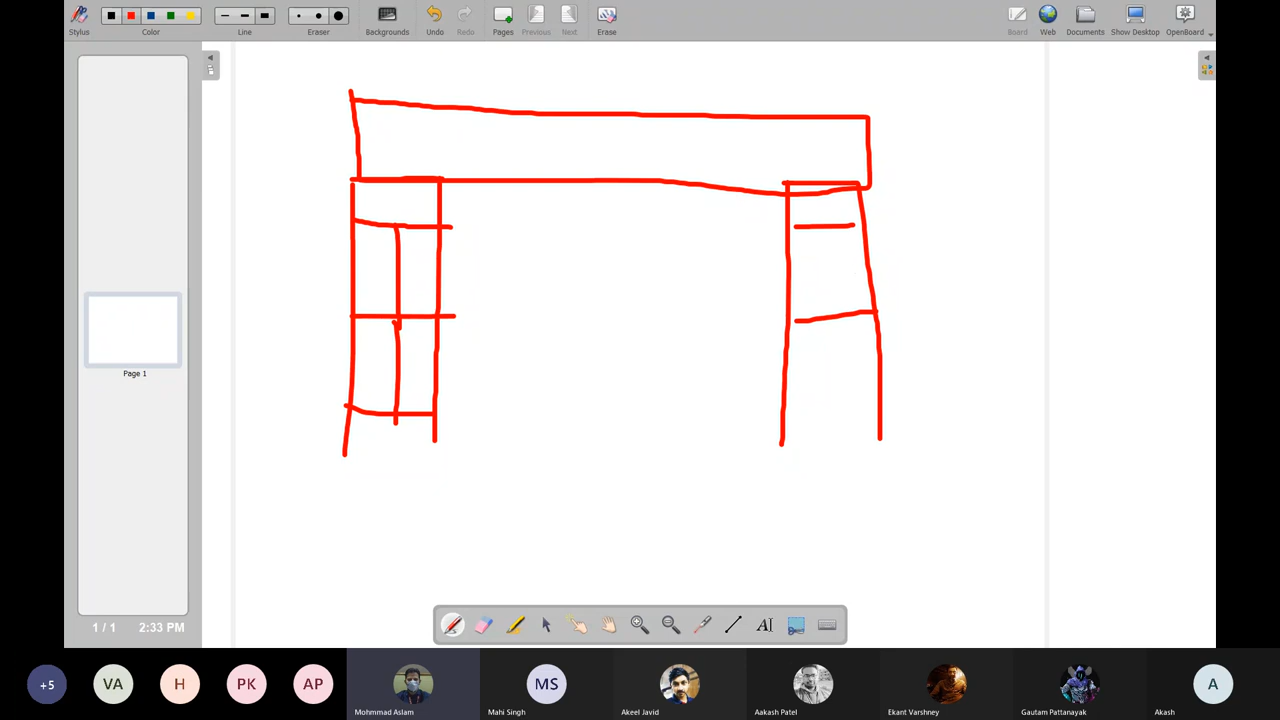 Stylus
Color
Line
Eraser
Backgrounds
Undo
Redo
Pages
Previous
Next
Erase
Board
Web
Documents
Show Desktop
OpenBoard
Page 1
1 / 1
2:33 PM
AI
+5
VA
H
PK
AP
Mohmmad Aslam
MS
Mahi Singh
Akeel Javid
Aakash Patel
Ekant Varshney
Gautam Pattanayak
A
Akash